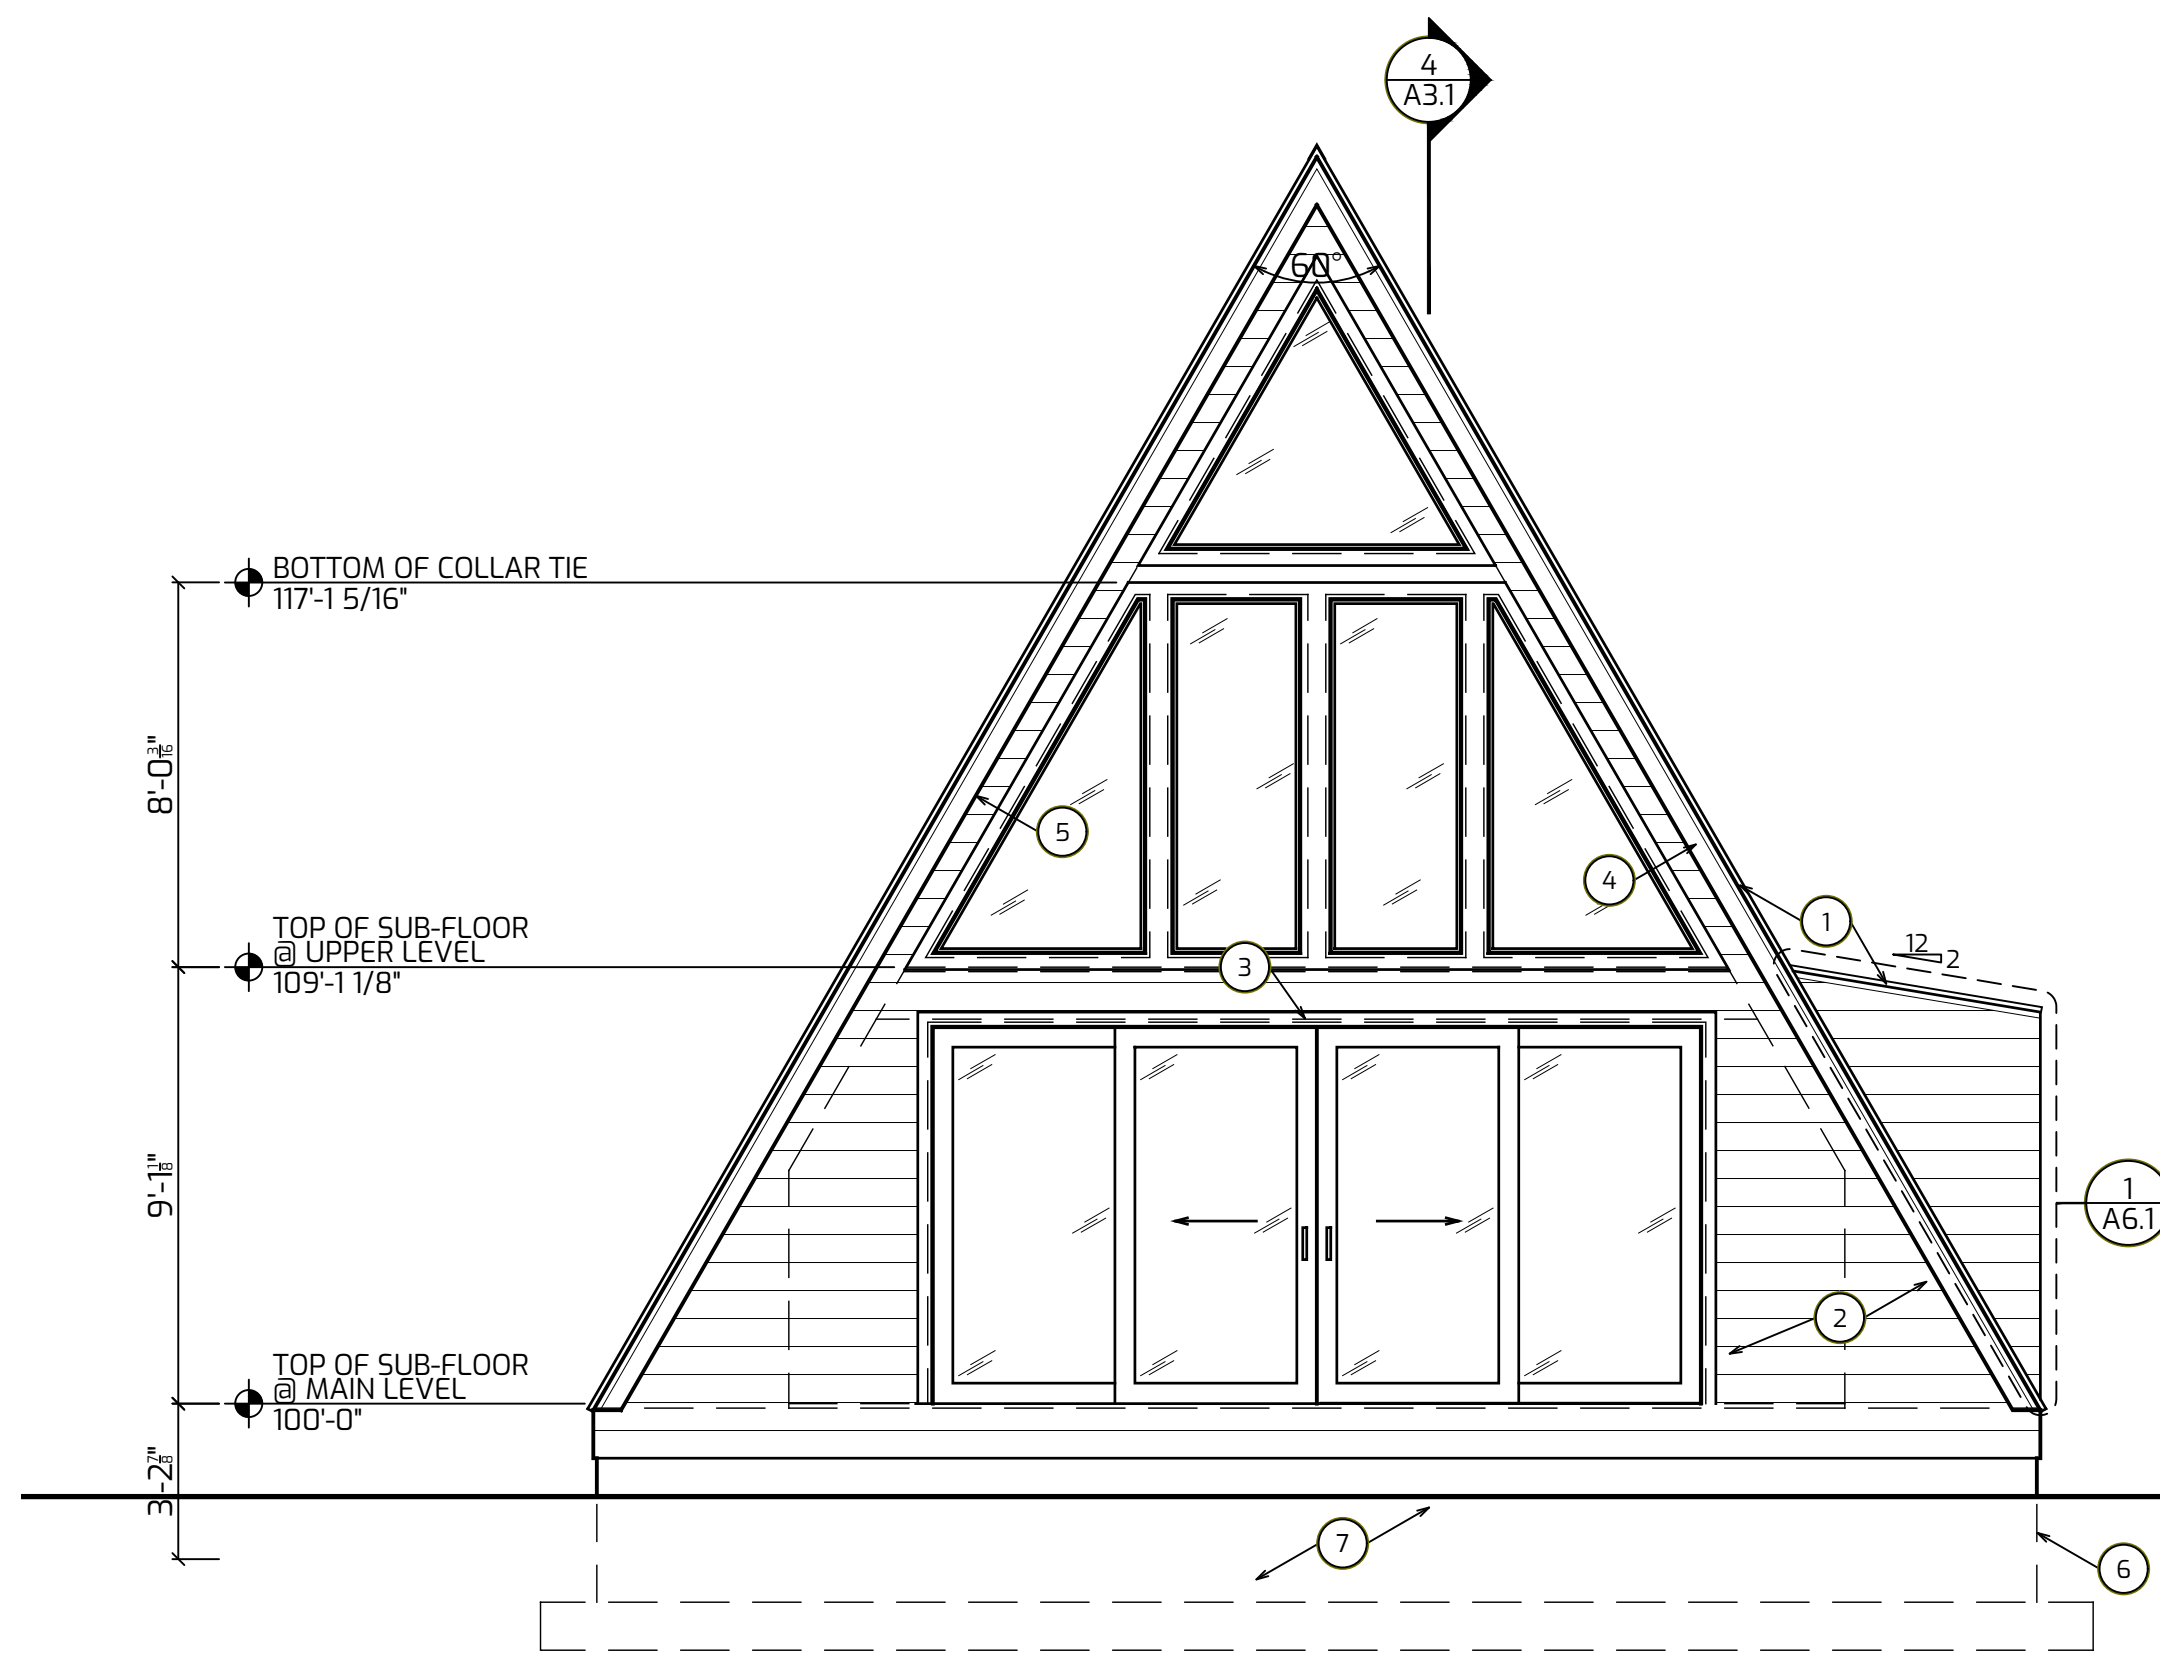 4
A3.1
60°
BOTTOM OF COLLAR TIE
117'-1 5/16"
8'-0 3/16"
5
4
1
12
2
TOP OF SUB-FLOOR
@ UPPER LEVEL
109'-1 1/8"
3
9'-1 1/8"
1
A6.1
2
TOP OF SUB-FLOOR
@ MAIN LEVEL
100'-0"
3'-2 7/8"
7
6